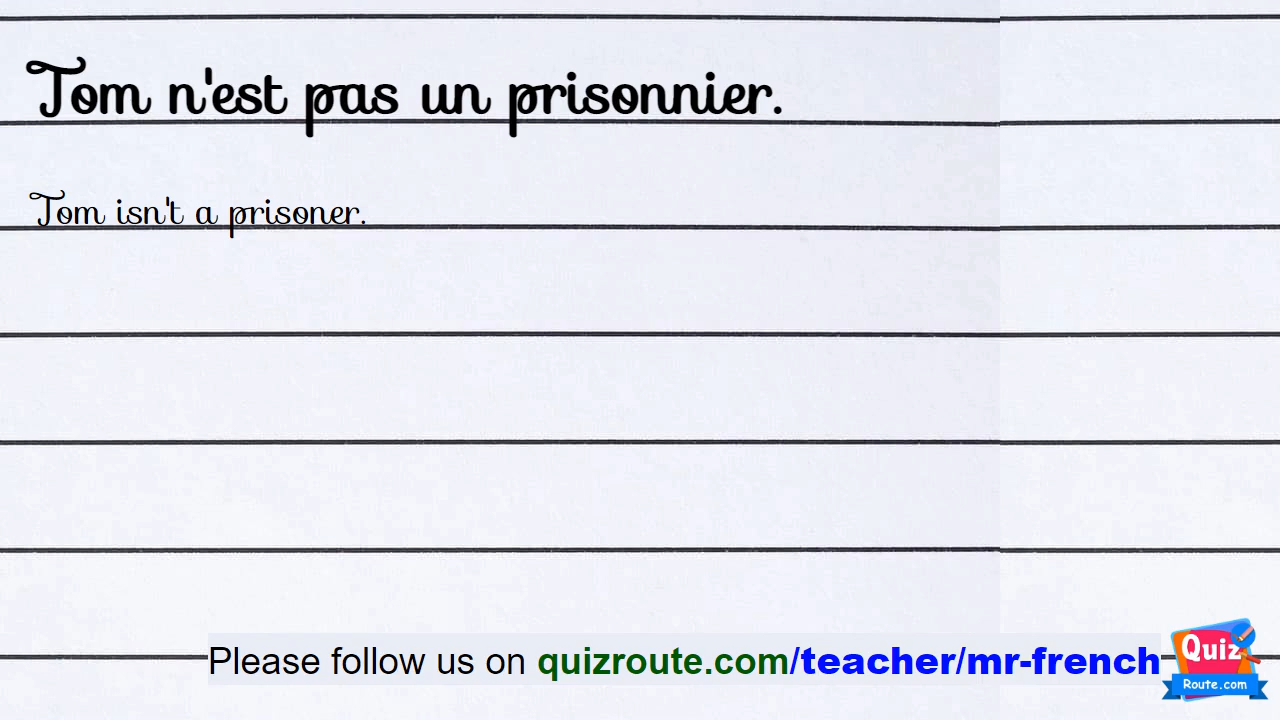 Tom n'est pas un prisonnier.
Tom isn't a prisoner.
Please follow us on quizroute.com/teacher/mr-french
Quiz
Route.com